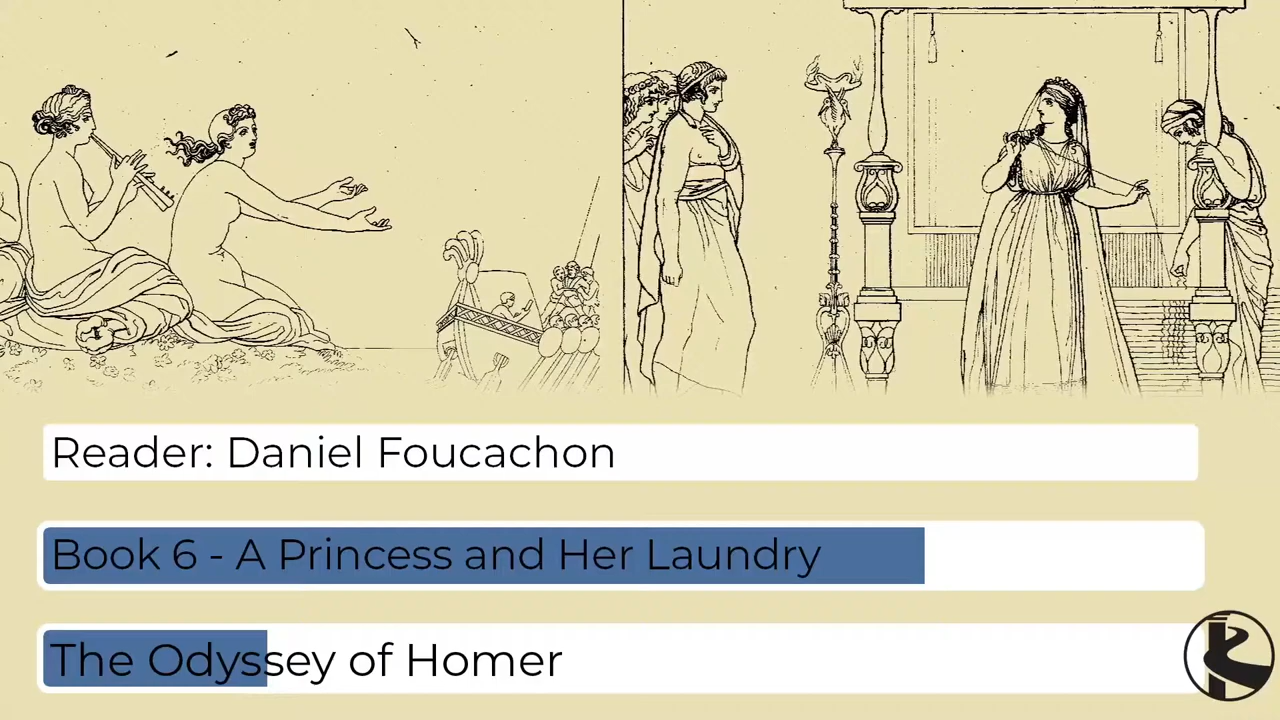 Reader: Daniel Foucachon
Book 6 - A Princess and Her Laundry
The Odyssey of Homer